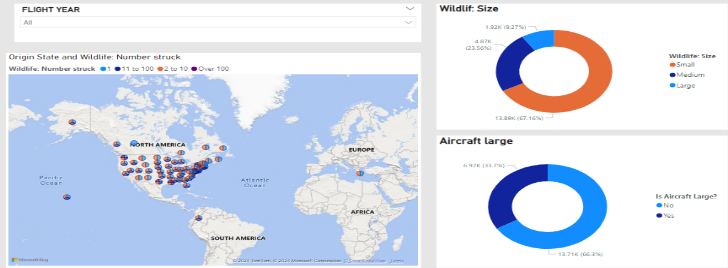 FLIGHT YEAR
All
Origin State and Wildlife: Number struck
Wildlife: Number struck 1 11 to 100 2 to 10 Over 100
NORTH AMERICA
EUROPE
Pacific
Ocean
Atlantic
Ocean
AFRICA
SOUTH AMERICA
Microsoft Bing
Wildlif: Size
1.92K (9.27%)
4.87K
(23.56%)
13.89K (67.16%)
Wildlife: Size
Small
Medium
Large
Aircraft large
6.97K (33.7%)
13.71K (66.3%)
Is Aircraft Large?
No
Yes